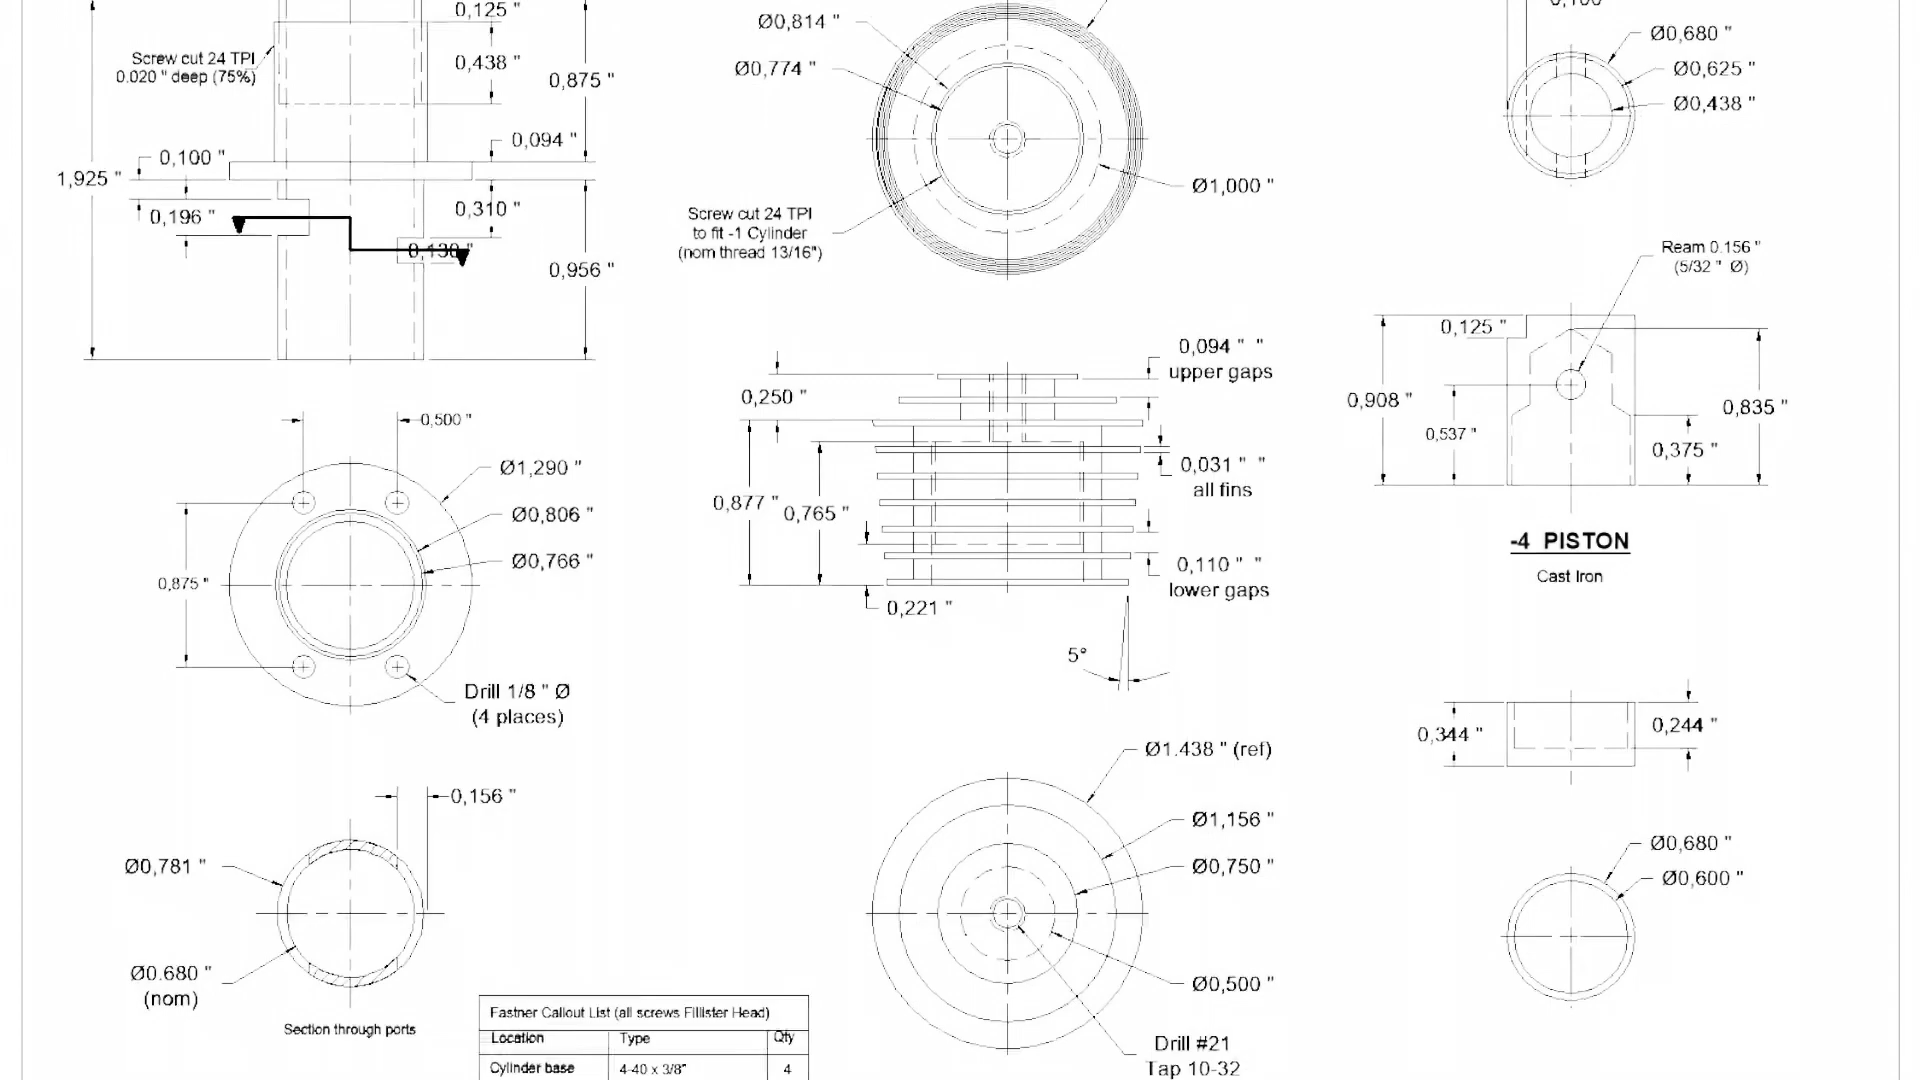 0,125 "
Screw cut 24 TPI
0.020 " deep (75%)
0,438 "
0,875 "
0,094 "
0,100 "
1,925 "
0,196 "
0,310 "
0,130 "
0,956 "
0,500 "
Ø1,290 "
Ø0,806 "
Ø0,766 "
0,875 "
Drill 1/8 " Ø
(4 places)
0,156 "
Ø0,781 "
Ø0.680 "
(nom)
Section through ports
Fastner Callout List (all screws Fillister Head)
Location Type Qty
Cylinder base 4-40 x 3/8" 4
Ø0,814 "
Ø0,774 "
Ø1,000 "
Screw cut 24 TPI
to fit -1 Cylinder
(nom thread 13/16")
0,094 " "
upper gaps
0,250 "
0,031 " "
all fins
0,877 "
0,765 "
0,110 " "
lower gaps
0,221 "
5°
Ø1.438 " (ref)
Ø1,156 "
Ø0,750 "
Ø0,500 "
Drill #21
Tap 10-32
0,100
Ø0,680 "
Ø0,625 "
Ø0,438 "
Ream 0.156 "
(5/32 " Ø)
0,125 "
0,908 "
0,835 "
0,537 "
0,375 "
-4 PISTON
Cast Iron
0,344 "
0,244 "
Ø0,680 "
Ø0,600 "